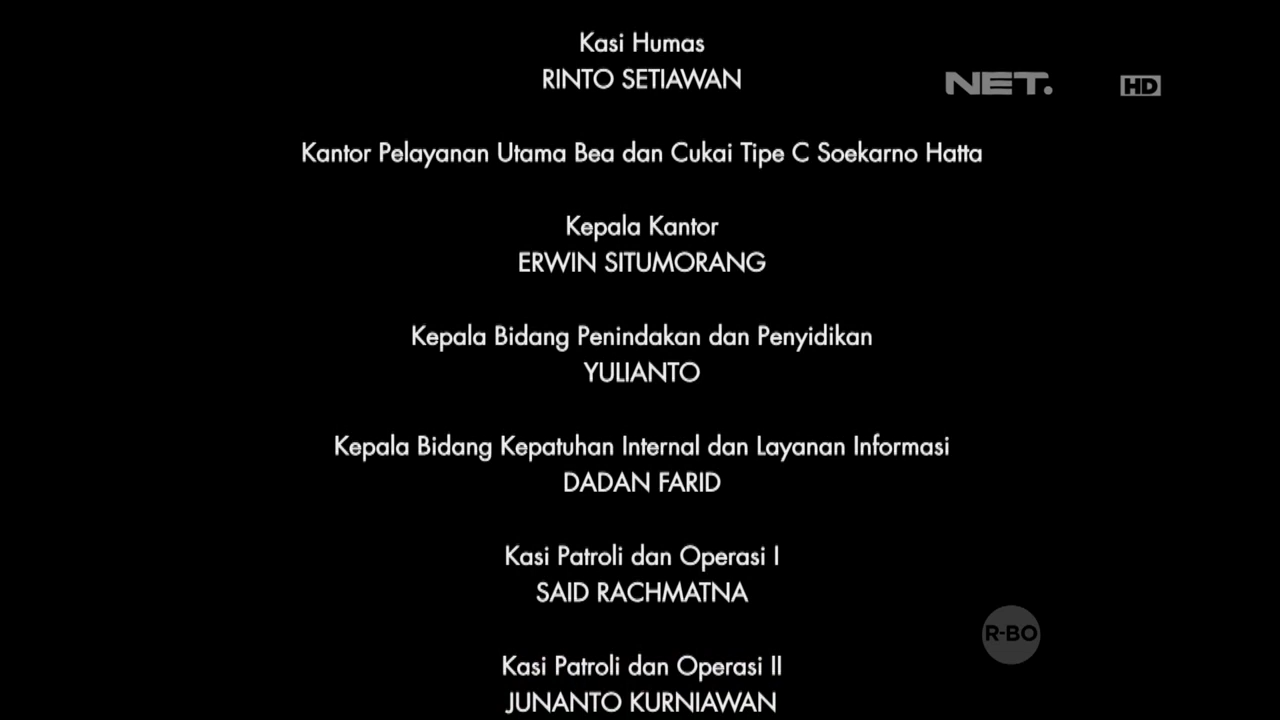 Kasi Humas
RINTO SETIAWAN
NET.
HD
Kantor Pelayanan Utama Bea dan Cukai Tipe C Soekarno Hatta
Kepala Kantor
ERWIN SITUMORANG
Kepala Bidang Penindakan dan Penyidikan
YULIANTO
Kepala Bidang Kepatuhan Internal dan Layanan Informasi
DADAN FARID
Kasi Patroli dan Operasi I
SAID RACHMATNA
R-BO
Kasi Patroli dan Operasi II
JUNANTO KURNIAWAN